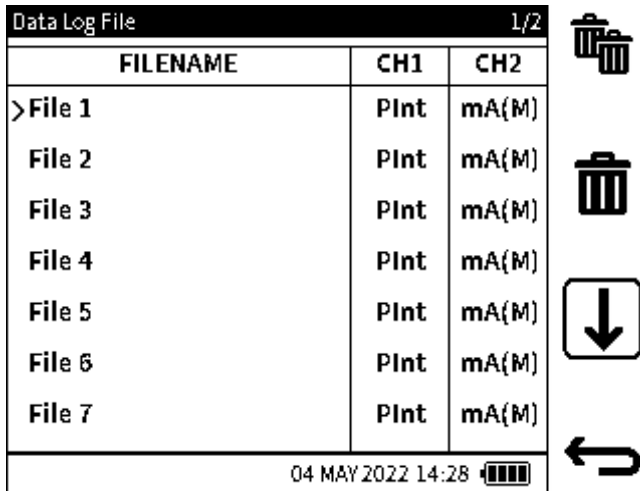 Data Log File 1/2
FILENAME CH1 CH2
>File 1 PInt mA(M)
File 2 PInt mA(M)
File 3 PInt mA(M)
File 4 PInt mA(M)
File 5 PInt mA(M)
File 6 PInt mA(M)
File 7 PInt mA(M)
04 MAY 2022 14:28